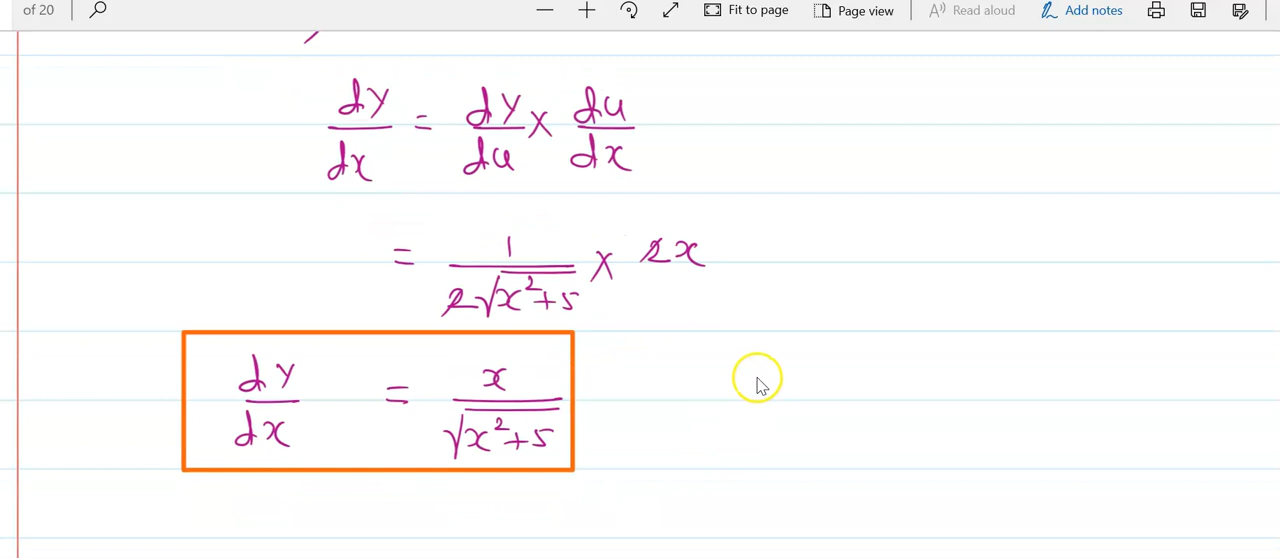 of 20 Fit to page Page view Read aloud Add notes
dy/dx = dy/du × du/dx
= 1/(2√(x²+5)) × 2x
dy/dx = x/√(x²+5)